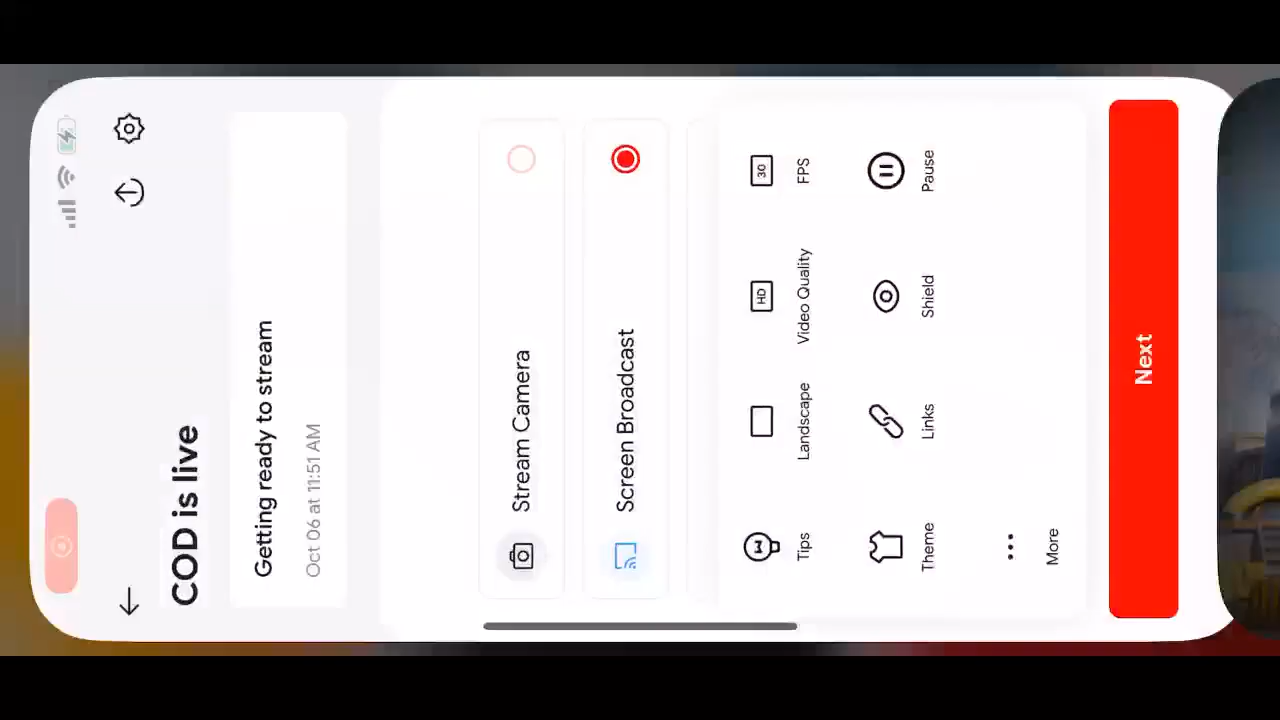 COD is live
Getting ready to stream
Oct 06 at 11:51 AM
Stream Camera
Screen Broadcast
Tips
Landscape
HD
Video Quality
30
FPS
Theme
Links
Shield
Pause
More
Next